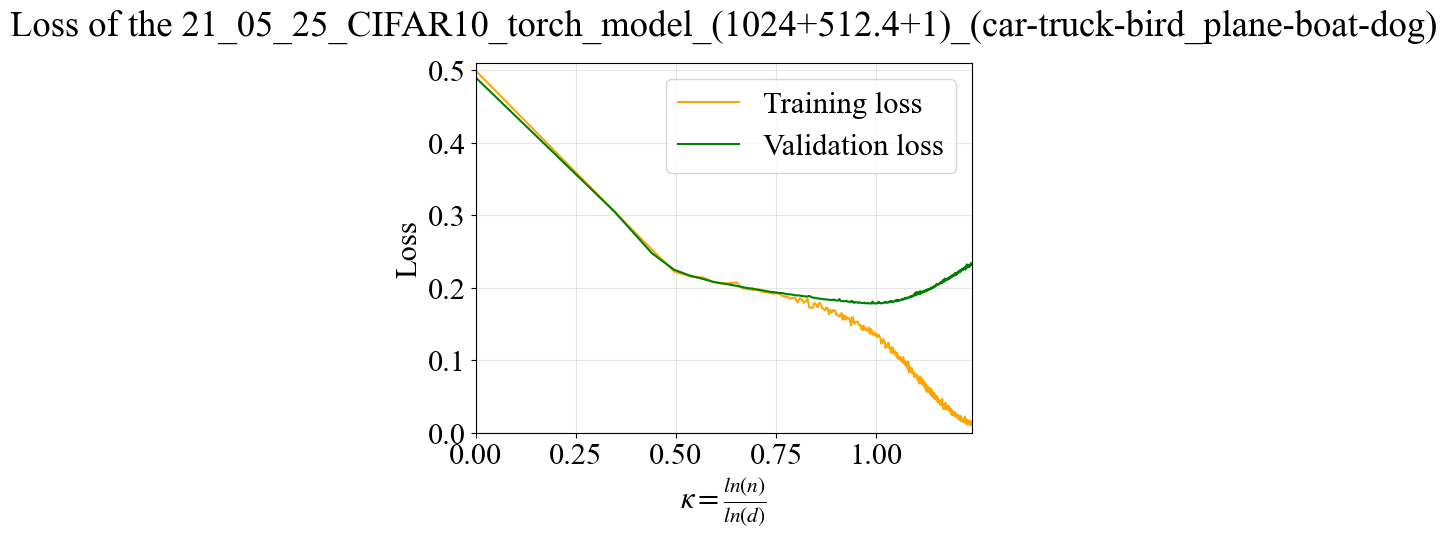 Loss of the 21_05_25_CIFAR10_torch_model_(1024+512.4+1)_(car-truck-bird_plane-boat-dog)
0.5
0.4
0.3
0.2
0.1
0.0
Loss
Training loss
Validation loss
0.00 0.25 0.50 0.75 1.00
κ = ln(n) / ln(d)